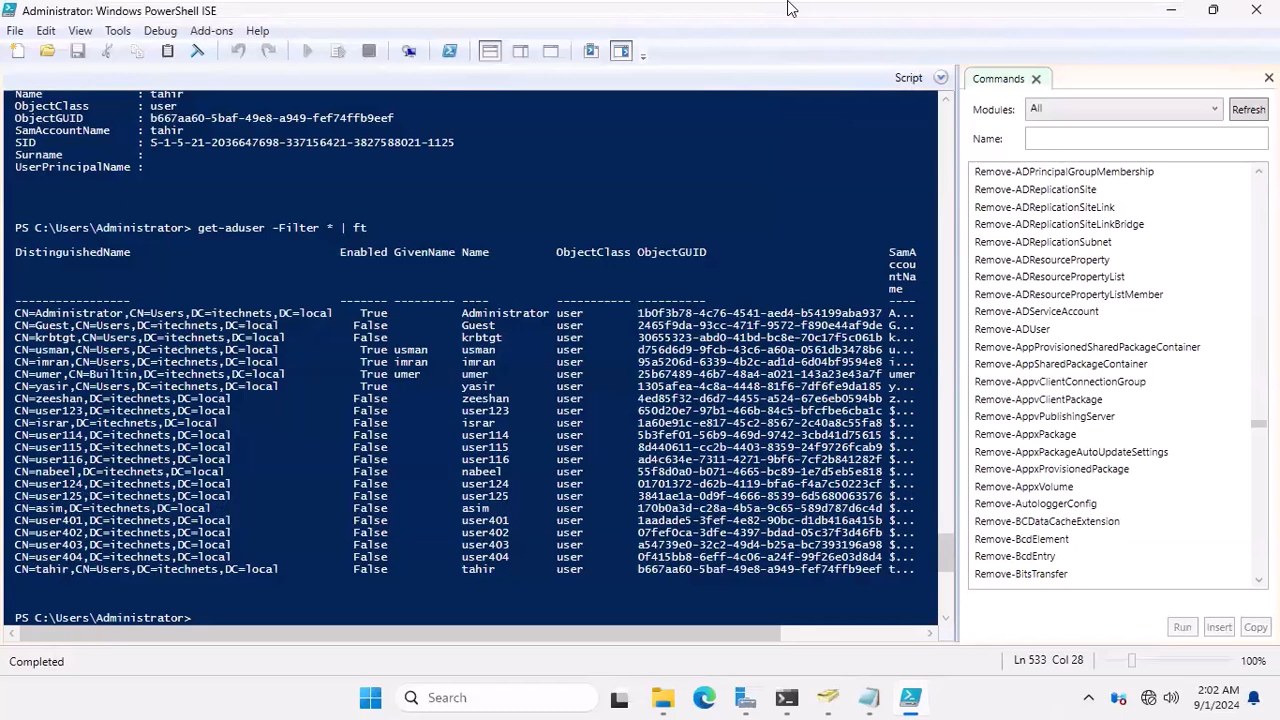 Administrator: Windows PowerShell ISE
File Edit View Tools Debug Add-ons Help
Script
Name : tahir
ObjectClass : user
ObjectGUID : b667aa60-5baf-49e8-a949-fef74ffb9eef
SamAccountName : tahir
SID : S-1-5-21-2036647698-337156421-3827588021-1125
Surname :
UserPrincipalName :
PS C:\Users\Administrator> get-aduser -Filter * | ft
DistinguishedName Enabled GivenName Name ObjectClass ObjectGUID SamA
ccou
ntNa
me
----------------- ------- --------- ---- ----------- ---------- ----
CN=Administrator,CN=Users,DC=itechnets,DC=local True Administrator user 1b0f3b78-4c76-4541-aed4-b54199aba937 A...
CN=Guest,CN=Users,DC=itechnets,DC=local False Guest user 2465f9da-93cc-471f-9572-f890e44af9de G...
CN=krbtgt,CN=Users,DC=itechnets,DC=local False krbtgt user 30655323-abd0-41bd-bc8e-70c17f5c061b k...
CN=usman,CN=Users,DC=itechnets,DC=local True usman usman user d756d6d9-9fcb-43c6-a60a-0561db3478b6 u...
CN=imran,CN=Users,DC=itechnets,DC=local True imran imran user 95a5206d-6339-4b2c-ad1d-6d04bf9594e8 i...
CN=umer,CN=Builtin,DC=itechnets,DC=local True umer umer user 25b67489-46b7-48a4-a021-143a23e43a7f umer
CN=yasir,CN=Users,DC=itechnets,DC=local True yasir user 1305afea-4c8a-4448-81f6-7df6fe9da185 y...
CN=zeeshan,DC=itechnets,DC=local False zeeshan user 4ed85f32-d6d7-4455-a524-67e6eb0594bb z...
CN=user123,DC=itechnets,DC=local False user123 user 650d20e7-97b1-466b-84c5-bfcfbe6cba1c $...
CN=israr,DC=itechnets,DC=local False israr user 1a60e91c-e817-45c2-8567-2c40a8c55fa8 $...
CN=user114,DC=itechnets,DC=local False user114 user 5b3fef01-56b9-469d-9742-3cbd41d75615 $...
CN=user115,DC=itechnets,DC=local False user115 user 8d440611-cc2b-4403-8359-24f9726fcab9 $...
CN=user116,DC=itechnets,DC=local False user116 user ad4c634e-7311-4271-9bf6-7cf2b841282f $...
CN=nabeel,DC=itechnets,DC=local False nabeel user 55f8d0a0-b071-4665-bc89-1e7d5eb5e818 $...
CN=user124,DC=itechnets,DC=local False user124 user 01701372-d62b-4119-bfa6-f4a7c50223cf $...
CN=user125,DC=itechnets,DC=local False user125 user 3841ae1a-0d9f-4666-8539-6d5680063576 $...
CN=asim,DC=itechnets,DC=local False asim user 170b0a3d-c28a-4b5a-9c65-284d33c5f7cb $...
CN=user401,DC=itechnets,DC=local False user401 user 1aadade5-3fef-4e82-90bc-d1db416a415b $...
CN=user402,DC=itechnets,DC=local False user402 user 07fef0ca-3dfe-4397-bdad-05c37f3d46fb $...
CN=user403,DC=itechnets,DC=local False user403 user a54739e0-32c2-49d4-b25a-bc7393196a98 $...
CN=user404,DC=itechnets,DC=local False user404 user 0f415bb8-6eff-4c06-a24f-99f26e03d8d4 $...
CN=tahir,CN=Users,DC=itechnets,DC=local False tahir user b667aa60-5baf-49e8-a949-fef74ffb9eef t...
PS C:\Users\Administrator>
Commands
Modules: All Refresh
Name:
Remove-ADPrincipalGroupMembership
Remove-ADReplicationSite
Remove-ADReplicationSiteLink
Remove-ADReplicationSiteLinkBridge
Remove-ADReplicationSubnet
Remove-ADResourceProperty
Remove-ADResourcePropertyList
Remove-ADResourcePropertyListMember
Remove-ADServiceAccount
Remove-ADUser
Remove-AppProvisionedSharedPackageContainer
Remove-AppSharedPackageContainer
Remove-AppvClientConnectionGroup
Remove-AppvClientPackage
Remove-AppvPublishingServer
Remove-AppxPackage
Remove-AppxPackageAutoUpdateSettings
Remove-AppxProvisionedPackage
Remove-AppxVolume
Remove-AutologgerConfig
Remove-BCDataCacheExtension
Remove-BcdElement
Remove-BcdEntry
Remove-BitsTransfer
Run Insert Copy
Completed Ln 533 Col 28 100%
Search
2:02 AM
9/1/2024